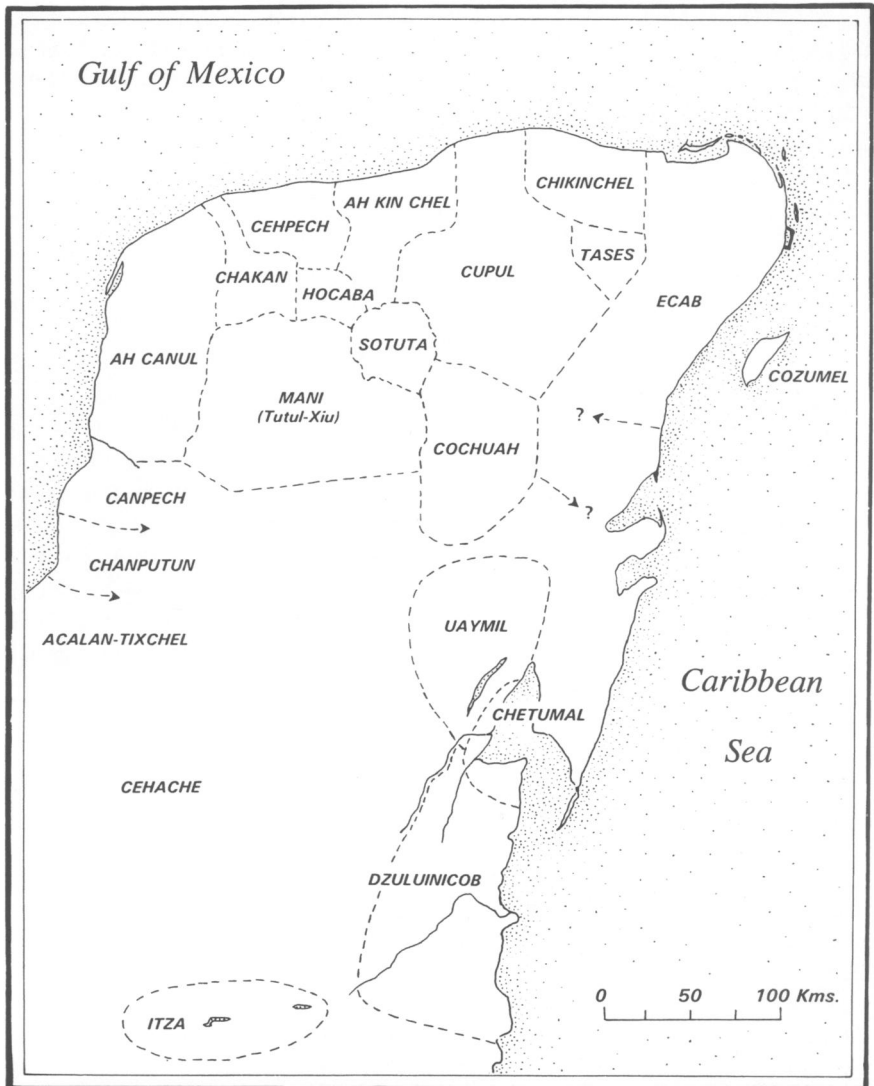 Gulf of Mexico
CHIKINCHEL
AH KIN CHEL
CEHPECH
TASES
CHAKAN
HOCABA
CUPUL
ECAB
SOTUTA
AH CANUL
COZUMEL
MANI
(Tutul-Xiu)
?
COCHUAH
CANPECH
?
CHANPUTUN
UAYMIL
ACALAN-TIXCHEL
Caribbean
Sea
CHETUMAL
CEHACHE
DZULUINICOB
0 50 100 Kms.
ITZA